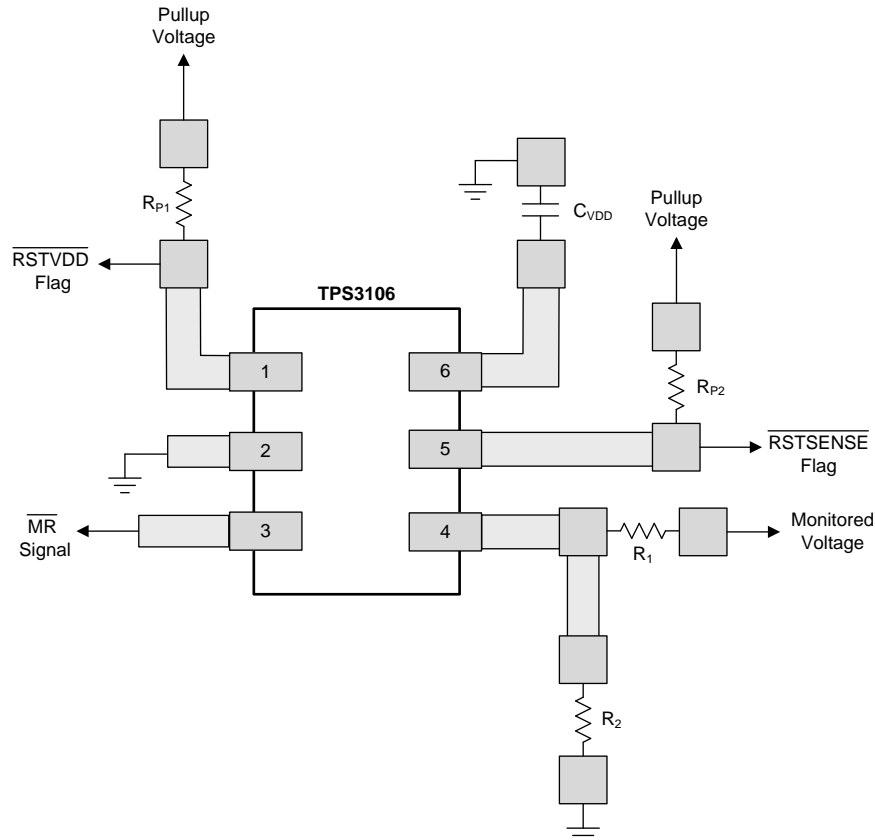 Pullup
Voltage
R_P1
RSTVDD
Flag
C_VDD
Pullup
Voltage
TPS3106
R_P2
1
6
2
5
RSTSENSE
Flag
3
4
MR
Signal
R_1
Monitored
Voltage
R_2